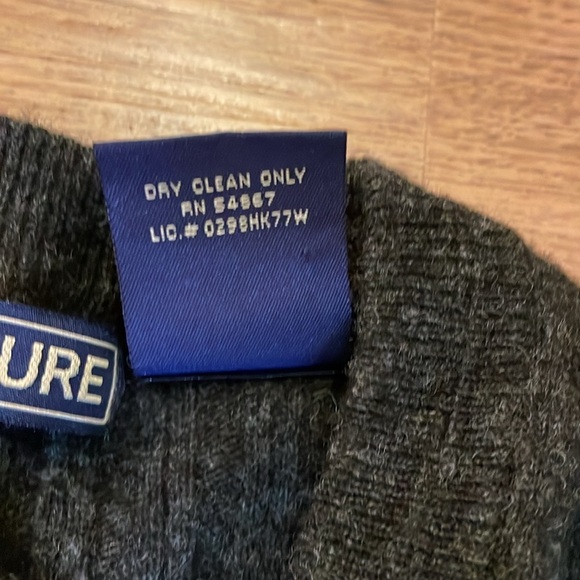 DRY CLEAN ONLY
RN 54867
LIC.# 0298HK77W
URE